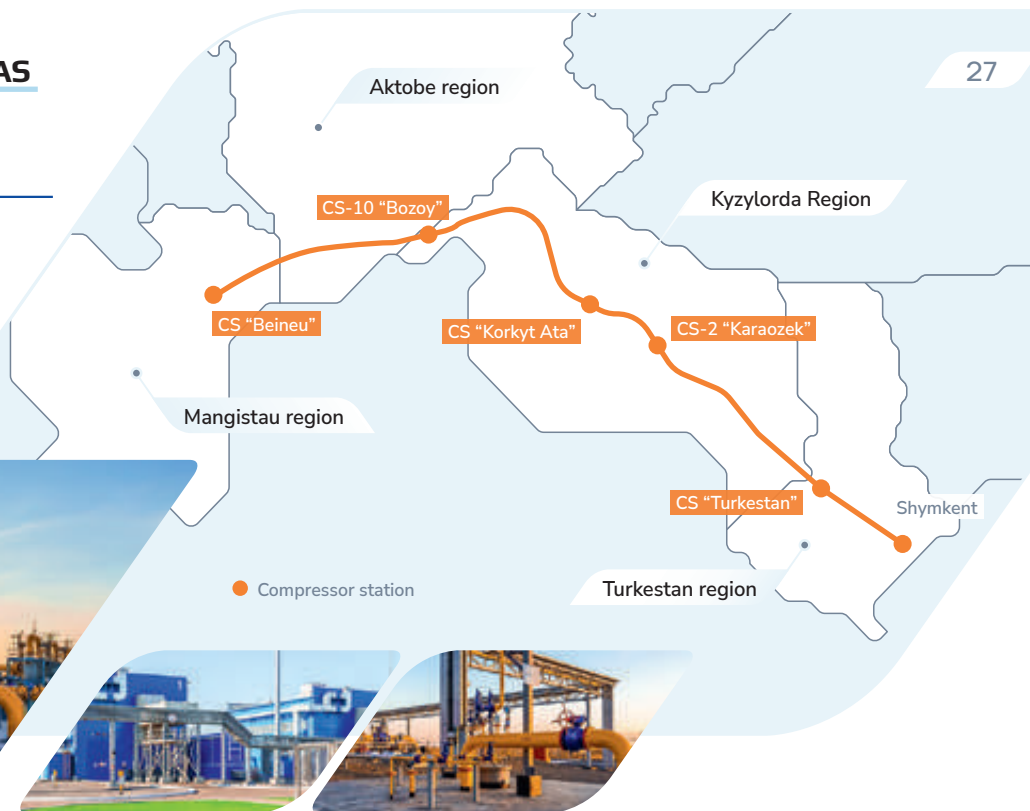 AS
27
Aktobe region
Kyzylorda Region
CS-10 “Bozoy”
CS “Beineu”
CS “Korkyt Ata”
CS-2 “Karaozek”
Mangistau region
CS “Turkestan”
Shymkent
Compressor station
Turkestan region